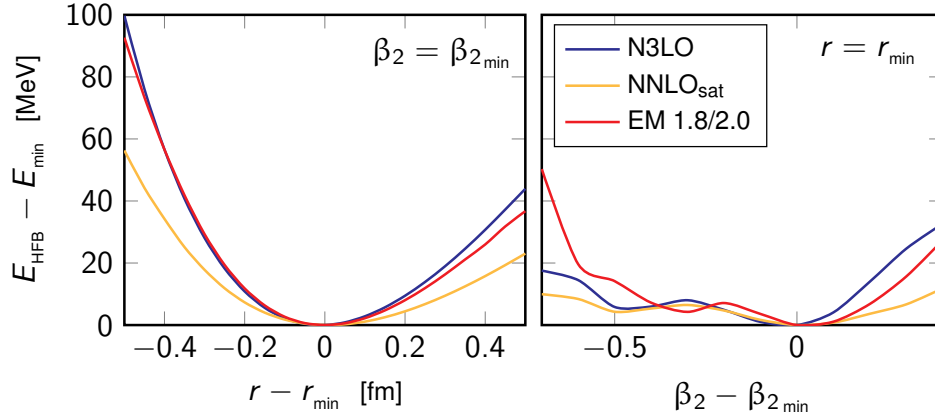 100
80
60
40
20
0
E_HFB − E_min [MeV]
β₂ = β₂_min
−0.4
−0.2
0
0.2
0.4
r − r_min [fm]
N3LO
NNLO_sat
EM 1.8/2.0
r = r_min
−0.5
0
β₂ − β₂_min